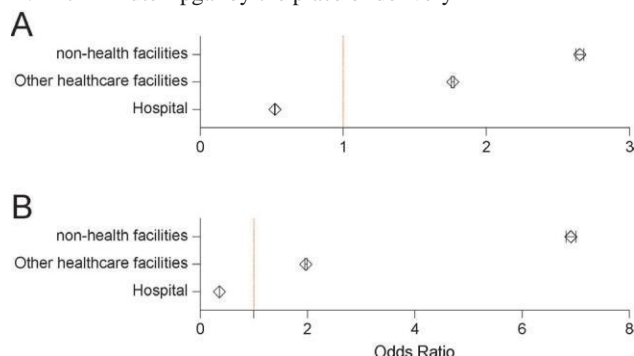 A
non-health facilities
Other healthcare facilities
Hospital
0 1 2 3
B
non-health facilities
Other healthcare facilities
Hospital
0 2 4 6 8
Odds Ratio